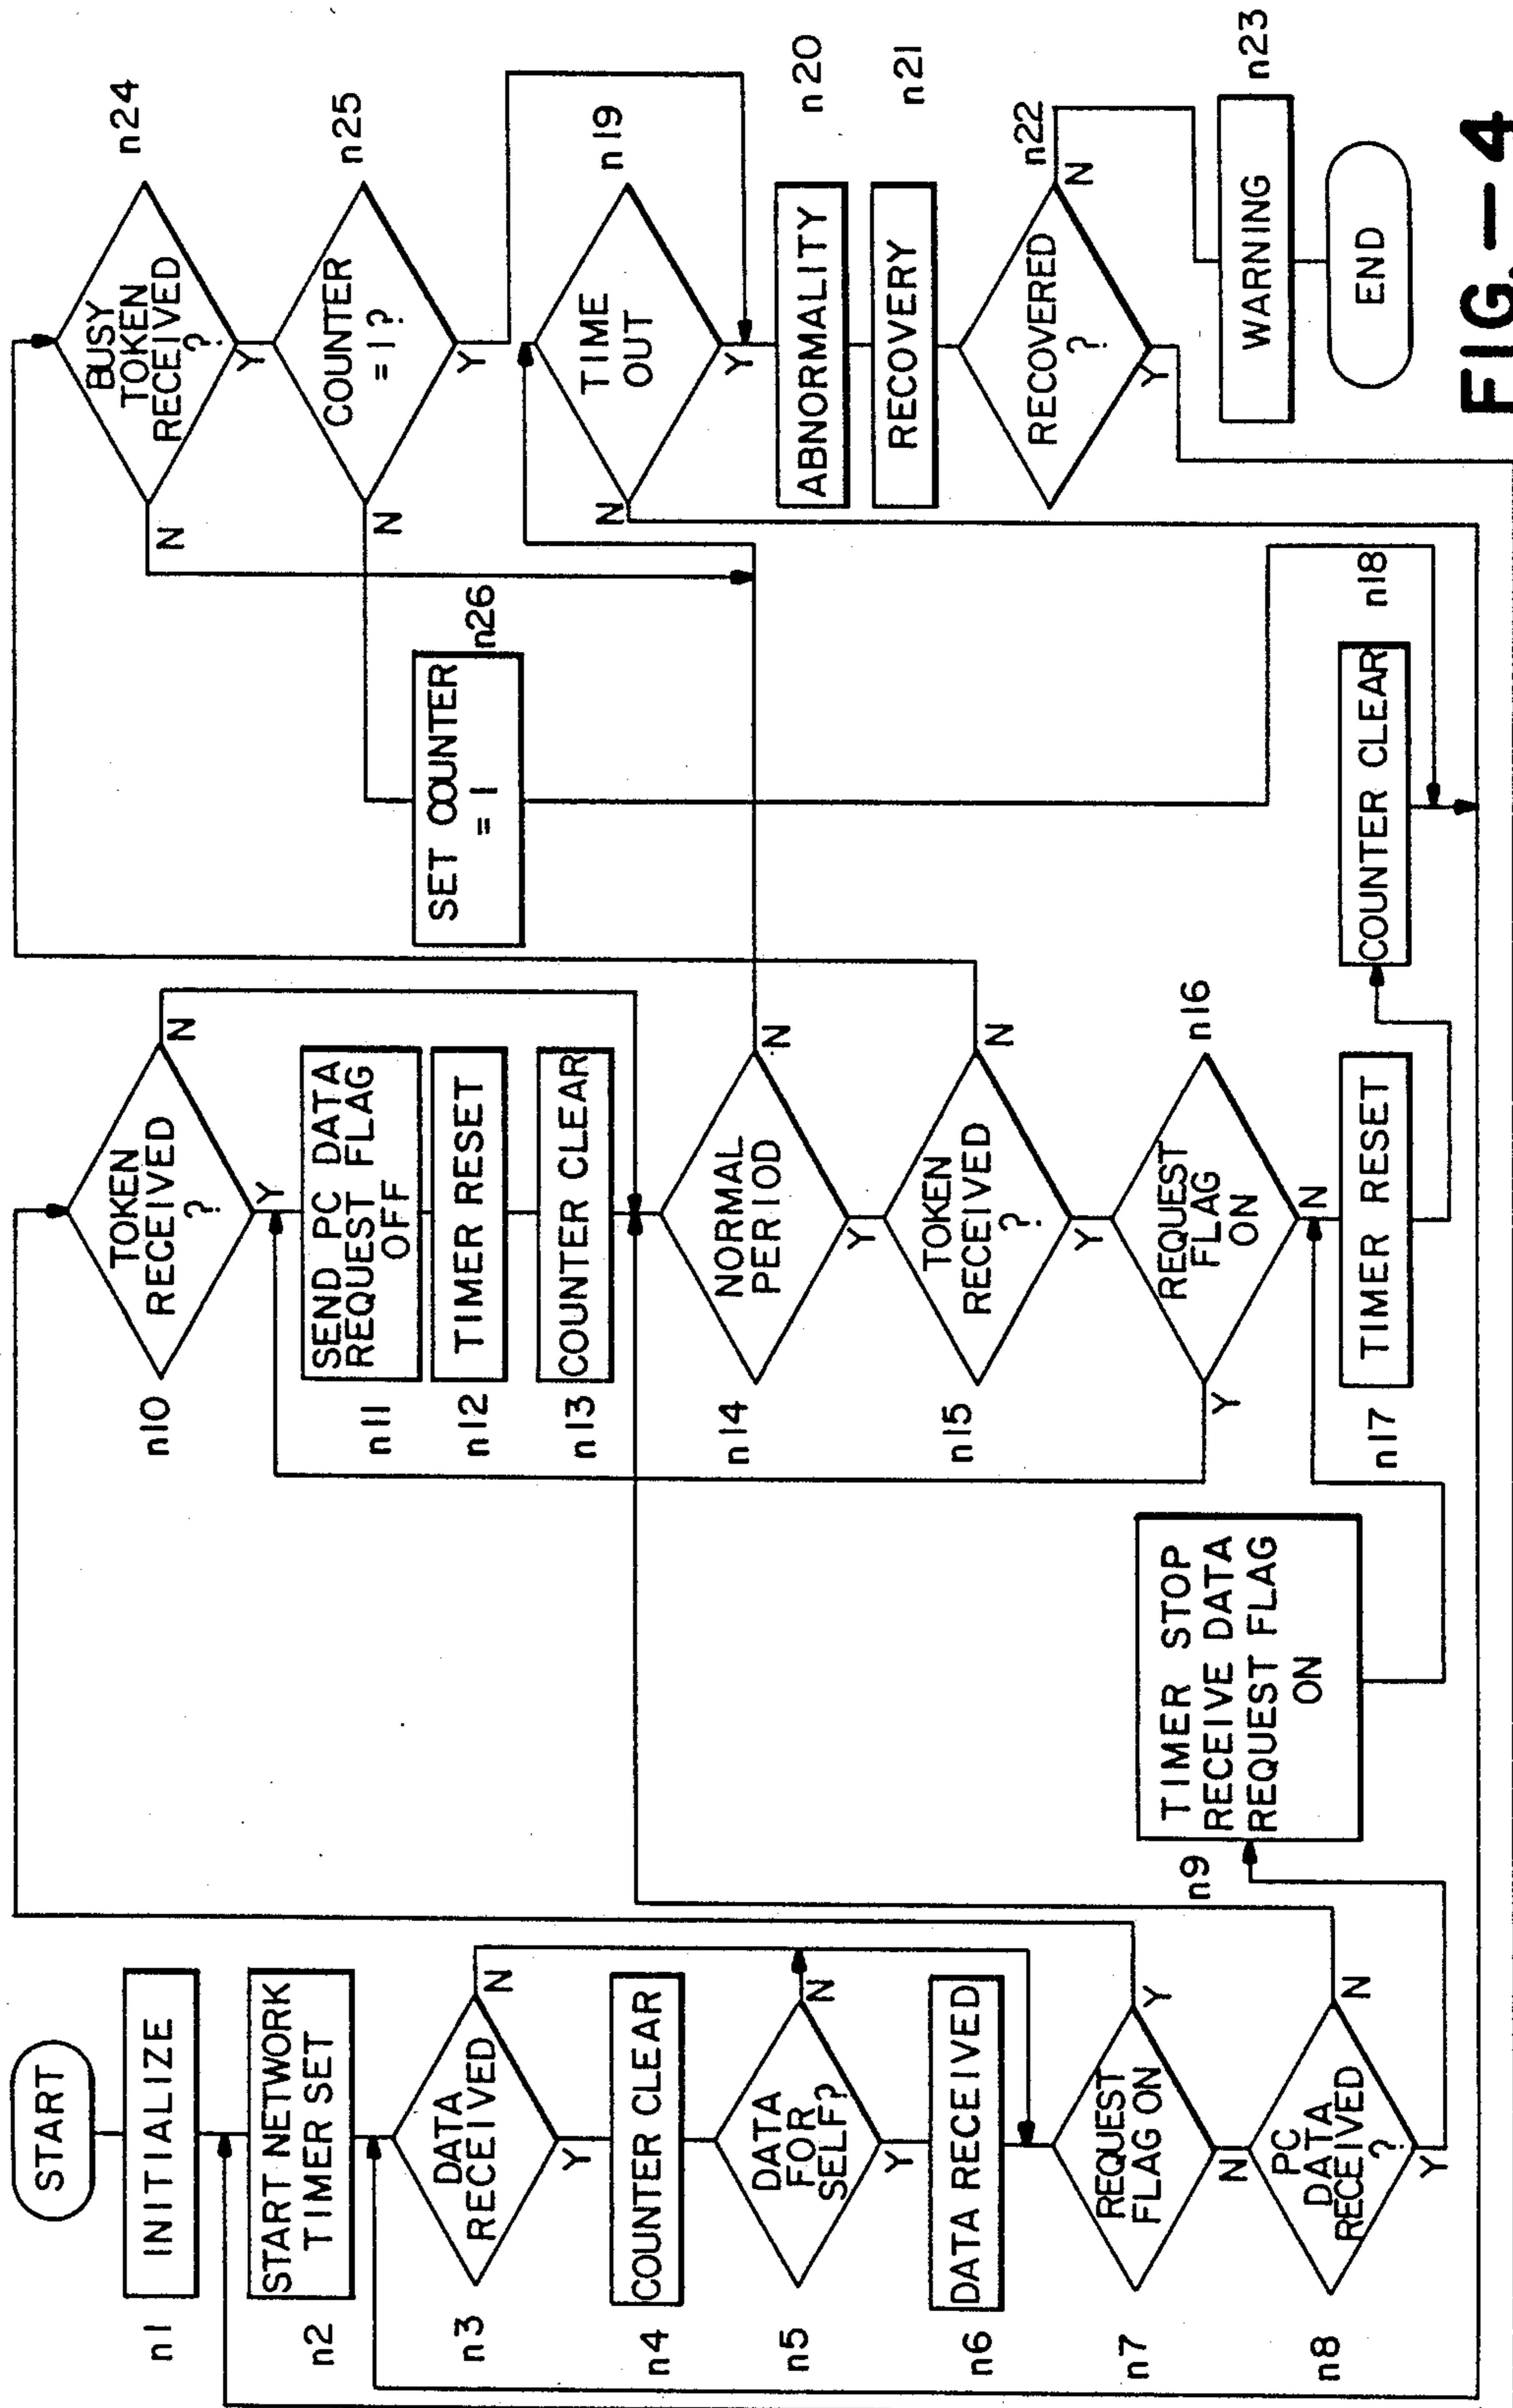 START
n1
INITIALIZE
n2
START NETWORK
TIMER SET
n3
DATA
RECEIVED
N
Y
n4
COUNTER CLEAR
n5
DATA
FOR
SELF?
N
Y
n6
DATA RECEIVED
n7
REQUEST
FLAG ON
Y
N
n8
PC
DATA
RECEIVED
?
N
Y
n9
TIMER STOP
RECEIVE DATA
REQUEST FLAG
ON
n10
TOKEN
RECEIVED
?
N
Y
n11
SEND PC DATA
REQUEST FLAG
OFF
n12
TIMER RESET
n13
COUNTER CLEAR
n14
NORMAL
PERIOD
N
Y
n15
TOKEN
RECEIVED
?
N
Y
n16
REQUEST
FLAG
ON
Y
N
n17
TIMER RESET
n18
COUNTER CLEAR
n24
BUSY
TOKEN
RECEIVED
?
N
Y
n25
COUNTER
= 1?
N
Y
n26
SET COUNTER
= 1
n19
TIME
OUT
N
Y
n20
ABNORMALITY
n21
RECOVERY
n22
RECOVERED
?
N
Y
n23
WARNING
END
FIG.—4